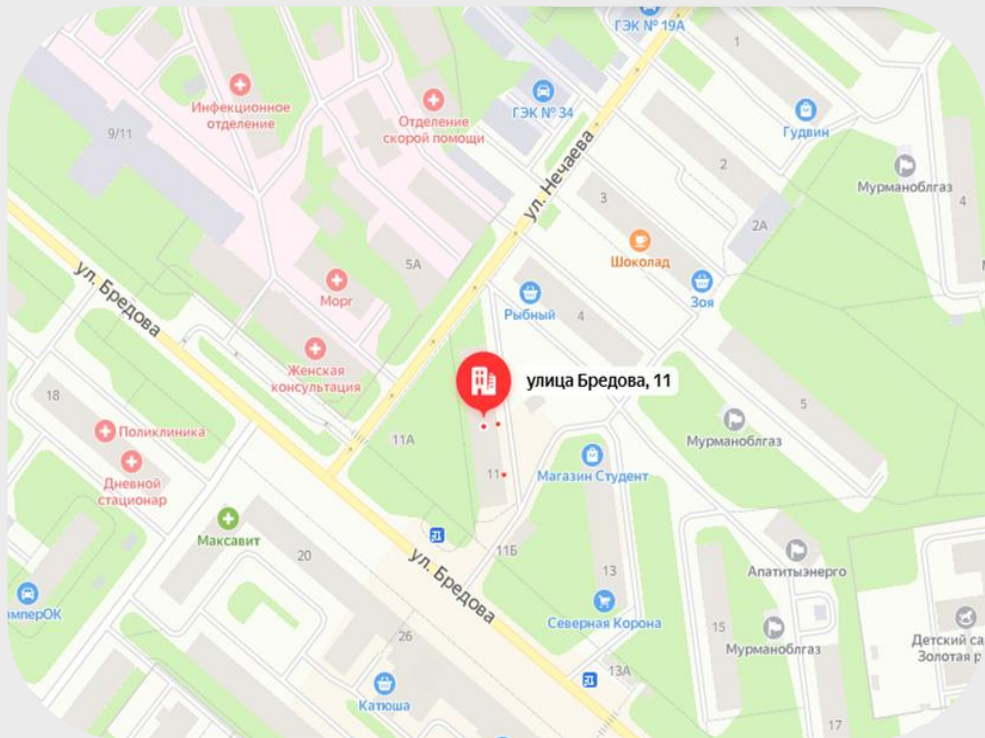 ГЭК № 19А
1
Инфекционное
отделение
Отделение
скорой помощи
ГЭК № 34
Гудвин
9/11
ул. Нечаева
2
Мурманоблгаз
4
3
2А
Шоколад
5А
ул. Бредова
Морг
Зоя
Рыбный
4
Женская
консультация
улица Бредова, 11
18
5
Поликлиника
11А
Мурманоблгаз
Дневной
стационар
11
Магазин Студент
Максавит
20
11Б
ул. Бредова
13
Апатитыэнерго
мперОК
Северная Корона
26
15
Мурманоблгаз
Детский са
Золотая р
13А
Катюша
17